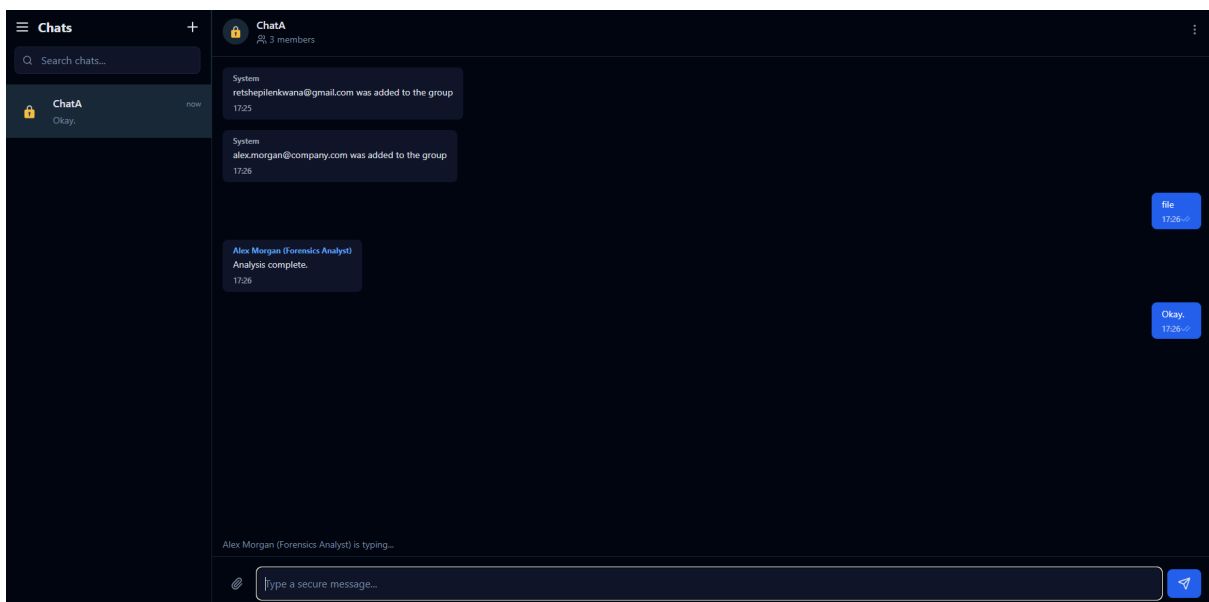 Chats
Search chats...
ChatA
now
Okay.
ChatA
3 members
System
retshepilenkwana@gmail.com was added to the group
17:25
System
alex.morgan@company.com was added to the group
17:26
file
17:26
Alex Morgan (Forensics Analyst)
Analysis complete.
17:26
Okay.
17:26
Alex Morgan (Forensics Analyst) is typing...
Type a secure message...